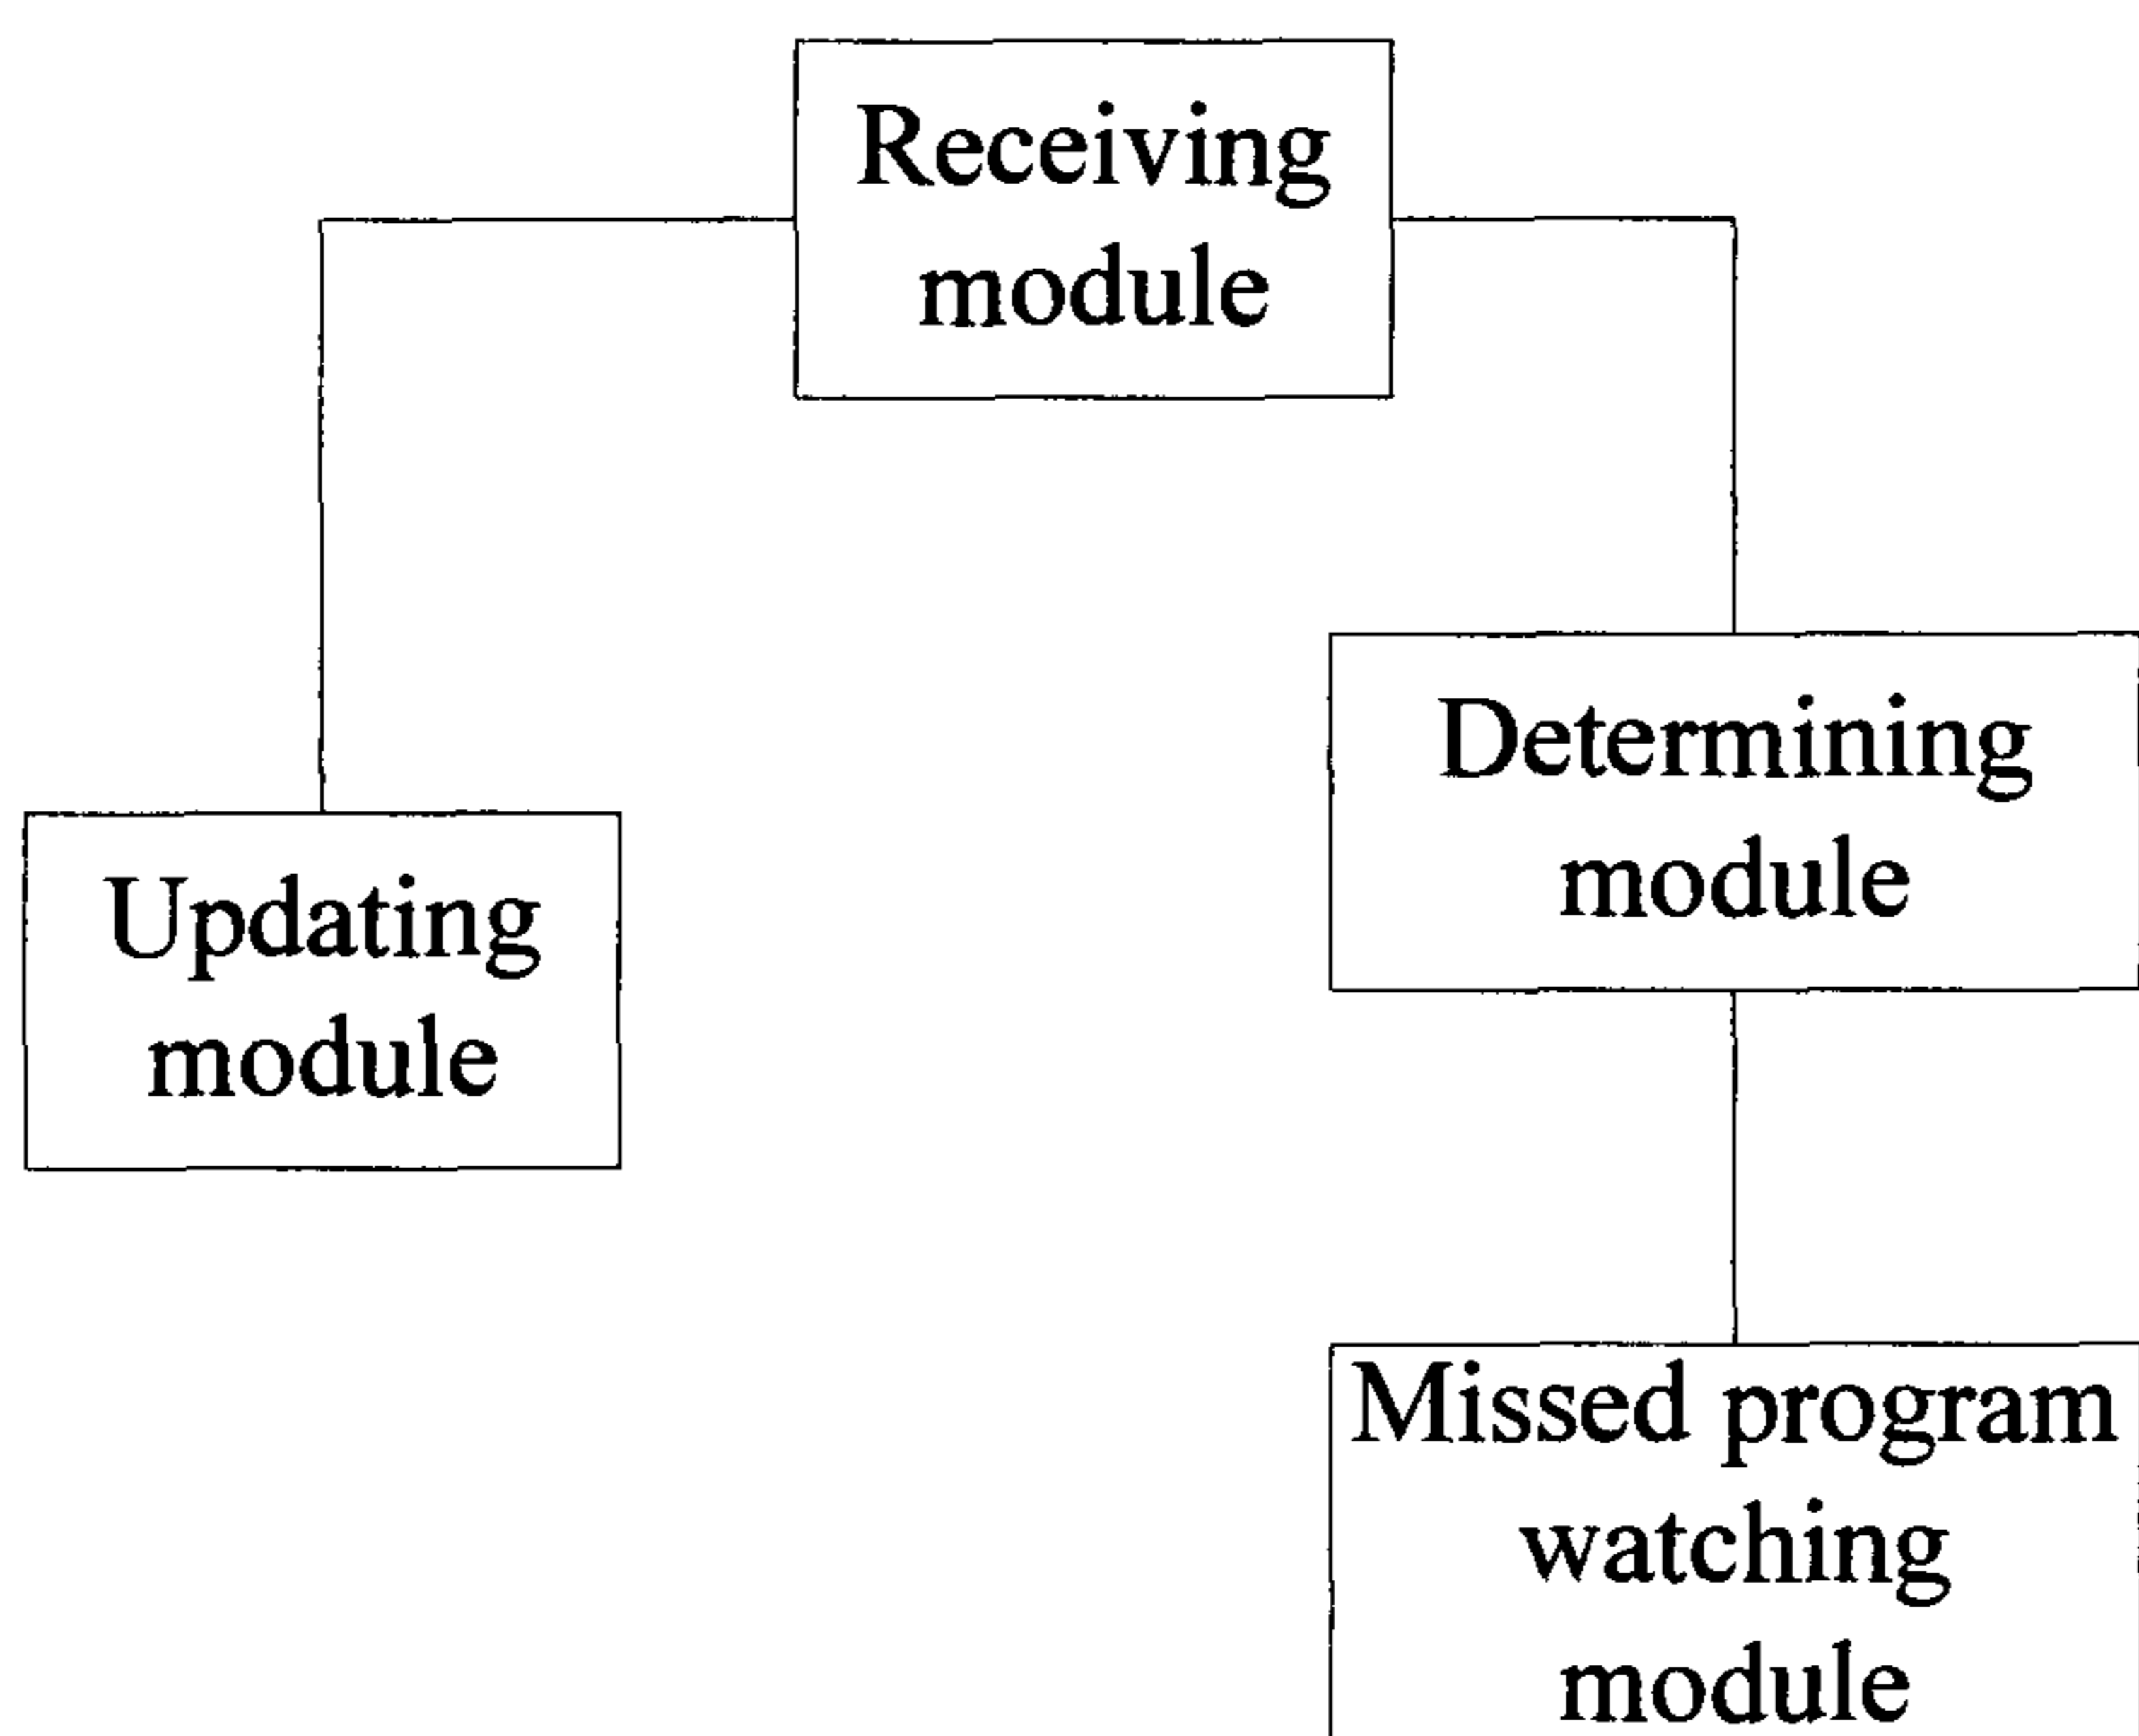 Receiving
module
Determining
module
Updating
module
Missed program
watching
module